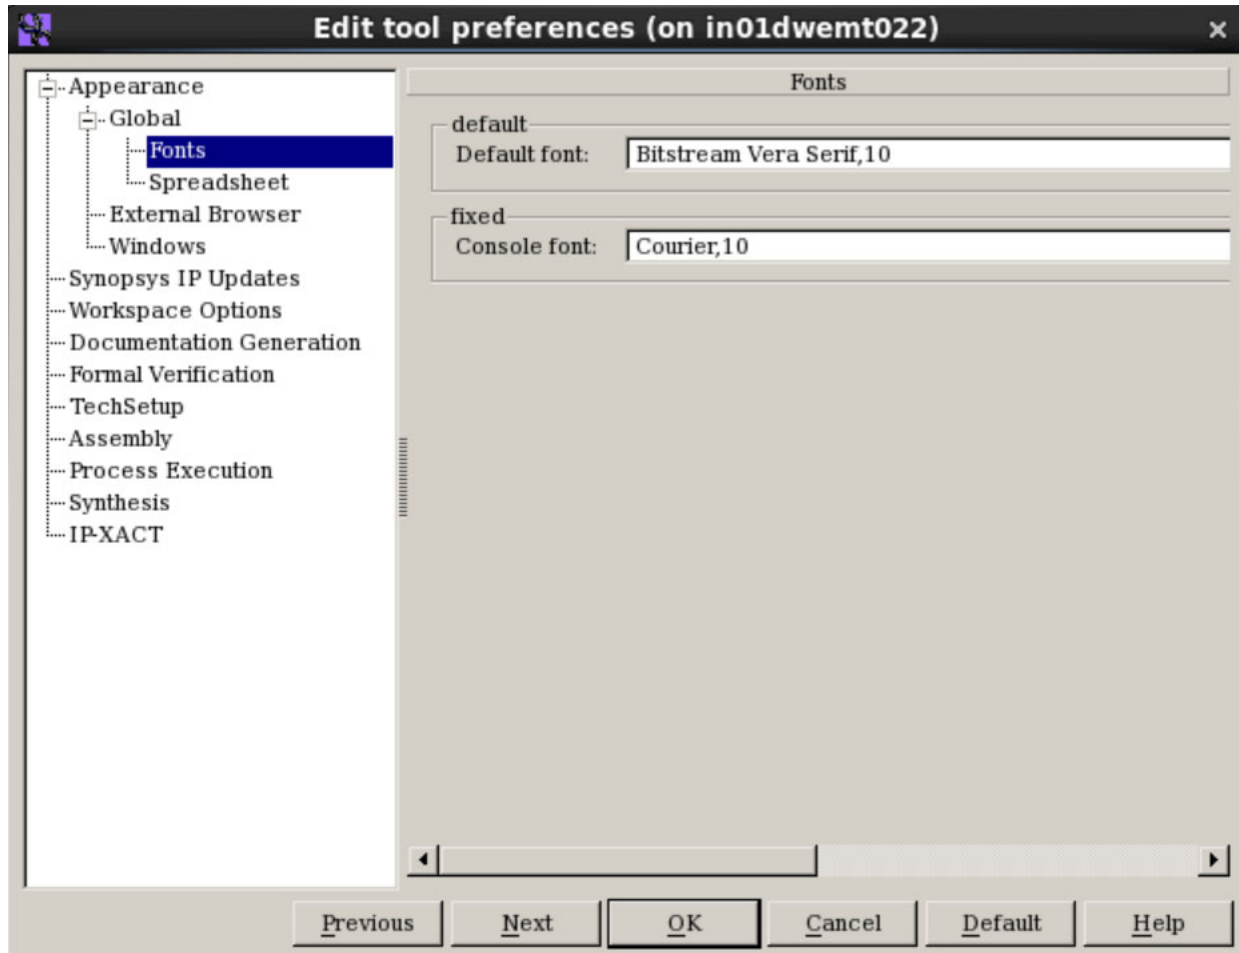 Edit tool preferences (on in01dwemt022)
Appearance
Global
Fonts
Spreadsheet
External Browser
Windows
Synopsys IP Updates
Workspace Options
Documentation Generation
Formal Verification
TechSetup
Assembly
Process Execution
Synthesis
IP-XACT
Fonts
default
Default font: Bitstream Vera Serif,10
fixed
Console font: Courier,10
Previous Next OK Cancel Default Help